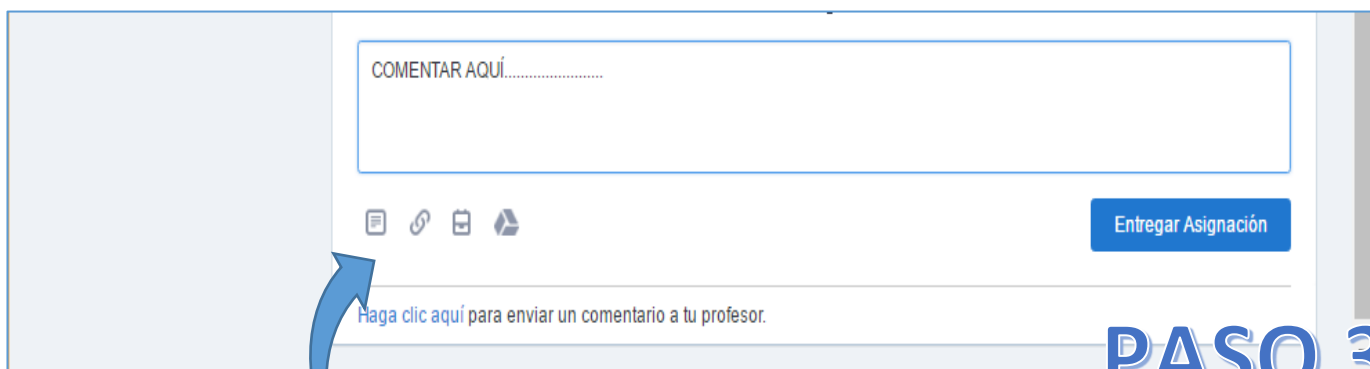 COMENTAR AQUÍ........................
Entregar Asignación
Haga clic aquí para enviar un comentario a tu profesor.
PASO 3